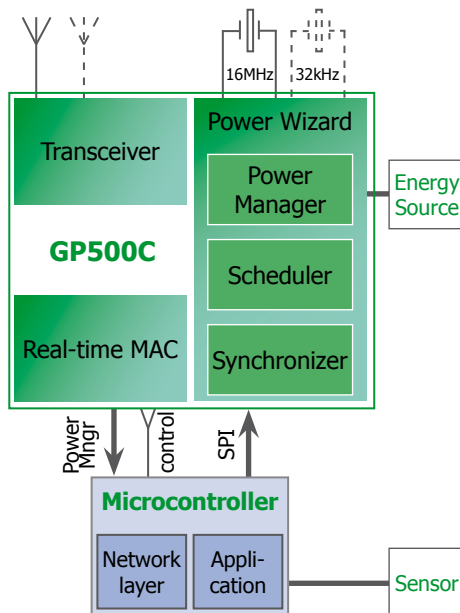 16MHz
32kHz
Transceiver
Power Wizard
Power
Manager
Energy
Source
GP500C
Scheduler
Real-time MAC
Synchronizer
Power
Mngr
control
SPI
Microcontroller
Network
layer
Appli-
cation
Sensor